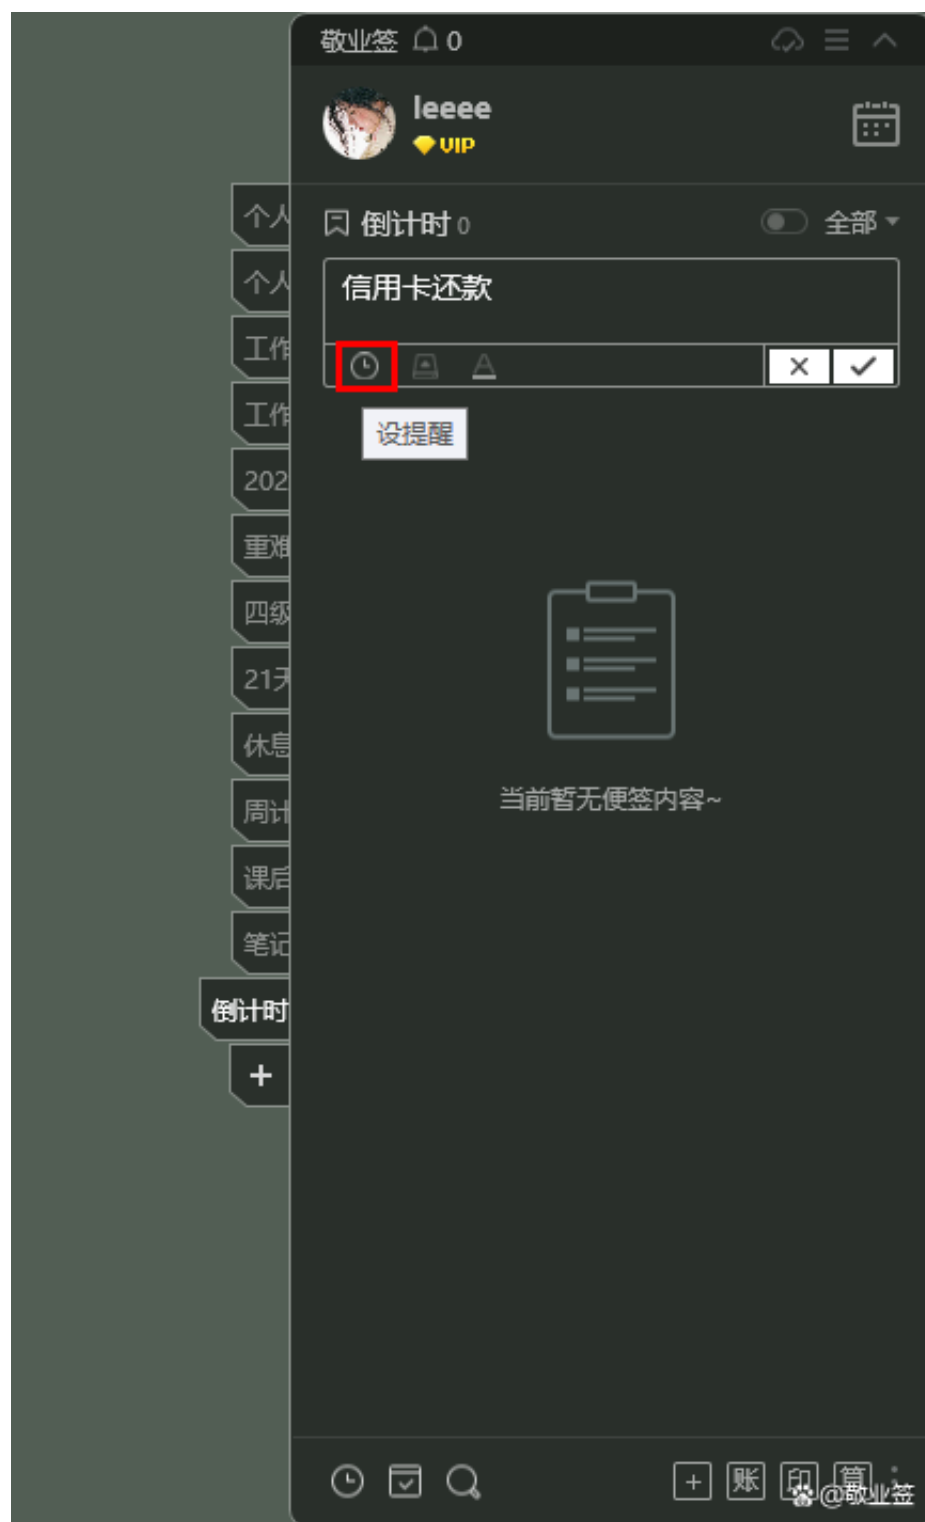 敬业签 0
leeee
VIP
倒计时 0 全部
信用卡还款
设提醒
当前暂无便签内容~
个人
个人
工作
工作
202
重难
四级
21天
休息
周计
课后
笔记
倒计时
+
+ 账 印 算
@敬业签